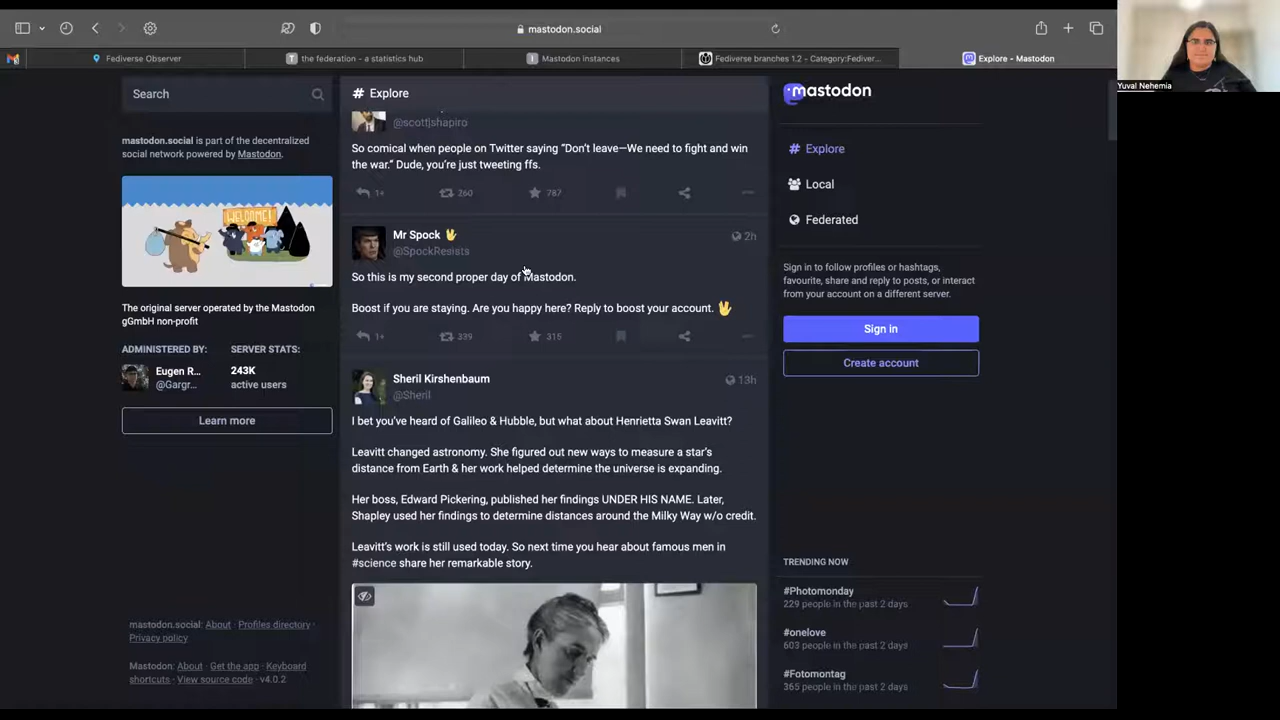 mastodon.social
Fediverse Observer
the federation - a statistics hub
Mastodon instances
Fediverse branches 1.2 - Category:Fediver...
Explore - Mastodon
Yuval Nehemia
Search
mastodon.social is part of the decentralized
social network powered by Mastodon.
WELCOME!
The original server operated by the Mastodon
gGmbH non-profit
ADMINISTERED BY:
Eugen R...
@Gargr...
SERVER STATS:
243K
active users
Learn more
mastodon.social: About · Profiles directory ·
Privacy policy
Mastodon: About · Get the app · Keyboard
shortcuts · View source code · v4.0.2
# Explore
@scottjshapiro
So comical when people on Twitter saying “Don’t leave—We need to fight and win
the war.” Dude, you’re just tweeting ffs.
1+ 260 787
Mr Spock 🖖
2h
@SpockResists
So this is my second proper day of Mastodon.
Boost if you are staying. Are you happy here? Reply to boost your account. 🖖
1+ 339 315
Sheril Kirshenbaum
13h
@Sheril
I bet you've heard of Galileo & Hubble, but what about Henrietta Swan Leavitt?
Leavitt changed astronomy. She figured out new ways to measure a star’s
distance from Earth & her work helped determine the universe is expanding.
Her boss, Edward Pickering, published her findings UNDER HIS NAME. Later,
Shapley used her findings to determine distances around the Milky Way w/o credit.
Leavitt’s work is still used today. So next time you hear about famous men in
#science share her remarkable story.
mastodon
# Explore
Local
Federated
Sign in to follow profiles or hashtags,
favourite, share and reply to posts, or interact
from your account on a different server.
Sign in
Create account
TRENDING NOW
#Photomonday
229 people in the past 2 days
#onelove
603 people in the past 2 days
#Fotomontag
365 people in the past 2 days